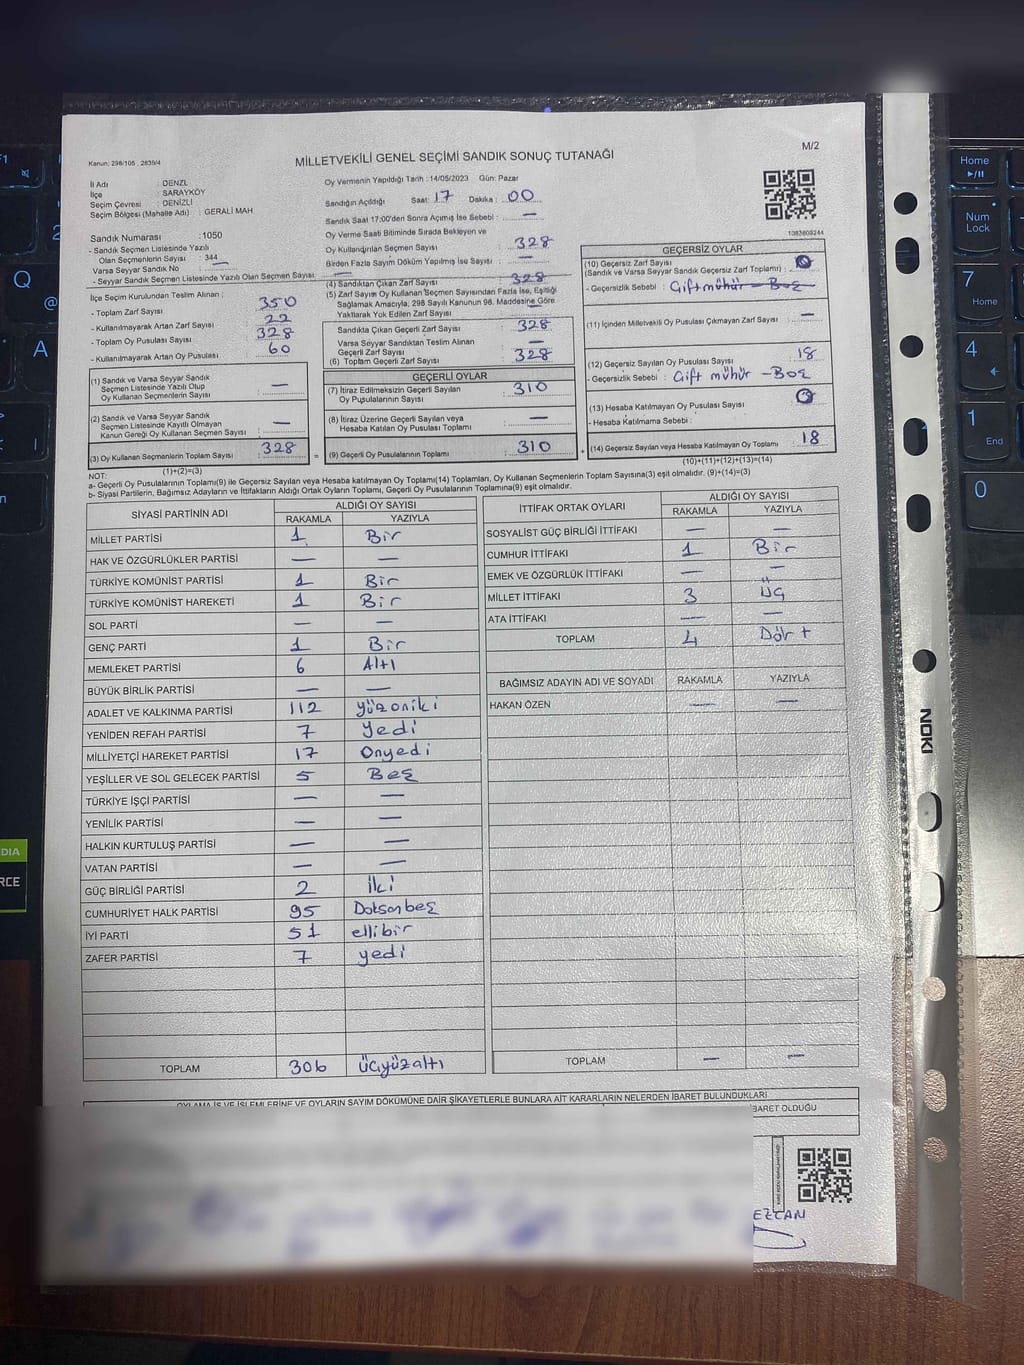 M/2
Kanun: 298/105 , 2839/4
MİLLETVEKİLİ GENEL SEÇİMİ SANDIK SONUÇ TUTANAĞI
İl Adı : DENZL
İlçe : SARAYKÖY
Seçim Çevresi : DENİZLİ
Seçim Bölgesi (Mahalle Adı) : GERALİ MAH
Sandık Numarası : 1050
- Sandık Seçmen Listesinde Yazılı
Olan Seçmenlerin Sayısı : 344
Varsa Seyyar Sandık No : —
- Seyyar Sandık Seçmen Listesinde Yazılı Olan Seçmen Sayısı : —
İlçe Seçim Kurulundan Teslim Alınan :
- Toplam Zarf Sayısı : 350
- Kullanılmayarak Artan Zarf Sayısı : 22
- Toplam Oy Pusulası Sayısı : 328
- Kullanılmayarak Artan Oy Pusulası : 60
(1) Sandık ve Varsa Seyyar Sandık
Seçmen Listesinde Yazılı Olup
Oy Kullanan Seçmenlerin Sayısı : —
(2) Sandık ve Varsa Seyyar Sandık
Seçmen Listesinde Kayıtlı Olmayan
Kanun Gereği Oy Kullanan Seçmen Sayısı : —
(3) Oy Kullanan Seçmenlerin Toplam Sayısı : 328
(1)+(2)=(3)
Oy Vermenin Yapıldığı Tarih : 14/05/2023 Gün: Pazar
Sandığın Açıldığı Saat: 17 Dakika : 00
Sandık Saat 17:00'den Sonra Açımış İse Sebebi : —
Oy Verme Saati Bitiminde Sırada Bekleyen ve
Oy Kullandırılan Seçmen Sayısı : 328
Birden Fazla Sayım Döküm Yapılmış İse Sayısı : —
(4) Sandıktan Çıkan Zarf Sayısı : 328
(5) Zarf Sayım Oy Kullanan Seçmen Sayısından Fazla İse, Eşitliği
Sağlamak Amacıyla, 298 Sayılı Kanunun 98. Maddesine Göre
Yakılarak Yok Edilen Zarf Sayısı : —
Sandıkta Çıkan Geçerli Zarf Sayısı : 328
Varsa Seyyar Sandıktan Teslim Alınan
Geçerli Zarf Sayısı : —
(6) Toplam Geçerli Zarf Sayısı : 328
GEÇERLİ OYLAR
(7) İtiraz Edilmeksizin Geçerli Sayılan
Oy Pusulalarının Sayısı : 310
(8) İtiraz Üzerine Geçerli Sayılan veya
Hesaba Katılan Oy Pusulası Toplamı : —
= (9) Geçerli Oy Pusulalarının Toplamı : 310
1083809244
GEÇERSİZ OYLAR
(10) Geçersiz Zarf Sayısı
(Sandık ve Varsa Seyyar Sandık Geçersiz Zarf Toplamı) :
- Geçersizlik Sebebi : Çift mühür - Boş
(11) İçinden Milletvekili Oy Pusulası Çıkmayan Zarf Sayısı : —
(12) Geçersiz Sayılan Oy Pusulası Sayısı : 18
- Geçersizlik Sebebi : Çift mühür - Boş
(13) Hesaba Katılmayan Oy Pusulası Sayısı :
- Hesaba Katılmama Sebebi :
+ (14) Geçersiz Sayılan veya Hesaba Katılmayan Oy Toplamı : 18
(10)+(11)+(12)+(13)=(14)
NOT:
a- Geçerli Oy Pusulalarının Toplamı(9) ile Geçersiz Sayılan veya Hesaba katılmayan Oy Toplamı(14) Toplamları, Oy Kullanan Seçmenlerin Toplam Sayısına(3) eşit olmalıdır. (9)+(14)=(3)
b- Siyasi Partilerin, Bağımsız Adayların ve İttifakların Aldığı Ortak Oyların Toplamı, Geçerli Oy Pusulalarının Toplamına(9) eşit olmalıdır.
SİYASİ PARTİNİN ADI ALDIĞI OY SAYISI
RAKAMLA YAZIYLA
MİLLET PARTİSİ 1 Bir
HAK VE ÖZGÜRLÜKLER PARTİSİ — —
TÜRKİYE KOMÜNİST PARTİSİ 1 Bir
TÜRKİYE KOMÜNİST HAREKETİ 1 Bir
SOL PARTİ — —
GENÇ PARTİ 1 Bir
MEMLEKET PARTİSİ 6 Altı
BÜYÜK BİRLİK PARTİSİ — —
ADALET VE KALKINMA PARTİSİ 112 yüzoniki
YENİDEN REFAH PARTİSİ 7 yedi
MİLLİYETÇİ HAREKET PARTİSİ 17 Onyedi
YEŞİLLER VE SOL GELECEK PARTİSİ 5 Beş
TÜRKİYE İŞÇİ PARTİSİ — —
YENİLİK PARTİSİ — —
HALKIN KURTULUŞ PARTİSİ — —
VATAN PARTİSİ — —
GÜÇ BİRLİĞİ PARTİSİ 2 İki
CUMHURİYET HALK PARTİSİ 95 Doksanbeş
İYİ PARTİ 51 ellibir
ZAFER PARTİSİ 7 yedi
TOPLAM 306 üçyüzaltı
İTTİFAK ORTAK OYLARI ALDIĞI OY SAYISI
RAKAMLA YAZIYLA
SOSYALİST GÜÇ BİRLİĞİ İTTİFAKI — —
CUMHUR İTTİFAKI 1 Bir
EMEK VE ÖZGÜRLÜK İTTİFAKI — —
MİLLET İTTİFAKI 3 Üç
ATA İTTİFAKI — —
TOPLAM 4 Dört
BAĞIMSIZ ADAYIN ADI VE SOYADI RAKAMLA YAZIYLA
HAKAN ÖZEN — —
TOPLAM — —
OYLAMA İŞ VE İŞLEMLERİNE VE OYLARIN SAYIM DÖKÜMÜNE DAİR ŞİKAYETLERLE BUNLARA AİT KARARLARIN NELERDEN İBARET BULUNDUKLARI
BARET OLDUĞU
EZCAN
NOKI
F1
Q
@
A
2
DIA
RCE
Home
Num
Lock
7
Home
4
1
End
0